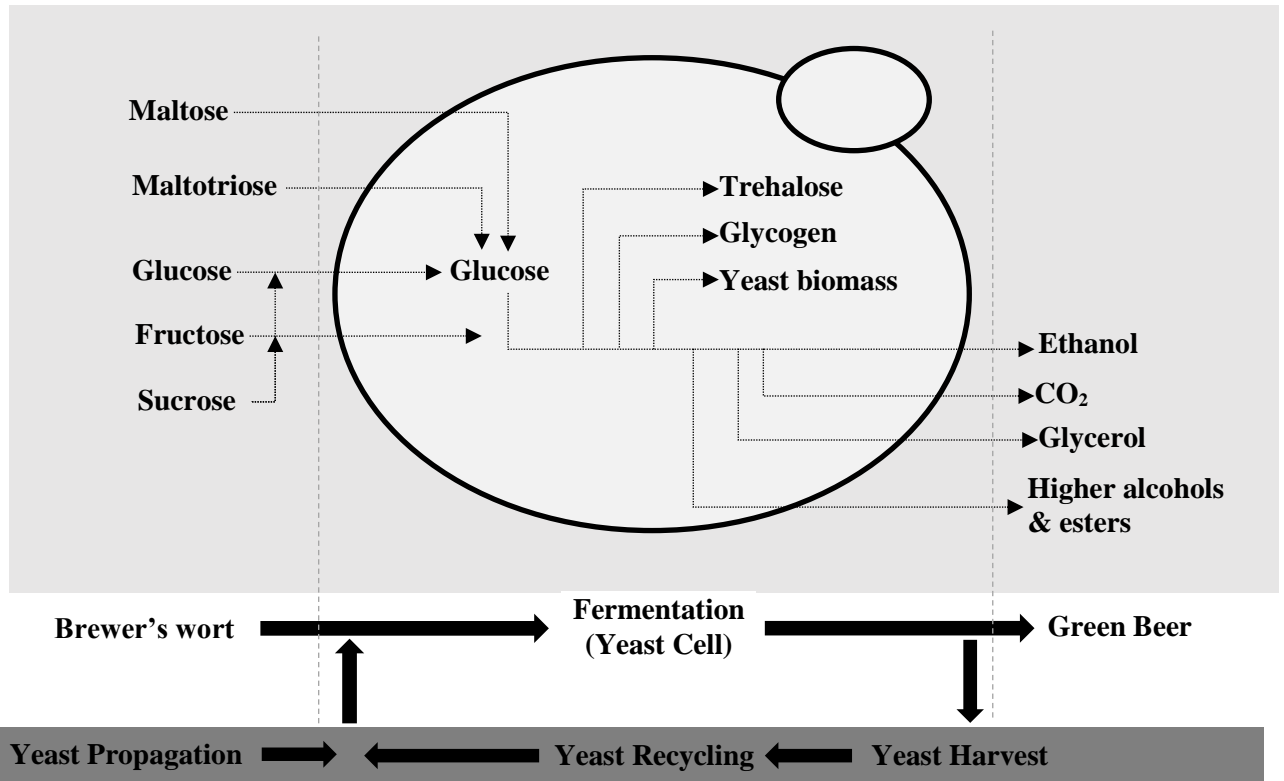 Maltose
Maltotriose
Trehalose
Glycogen
Glucose
Glucose
Yeast biomass
Fructose
Ethanol
Sucrose
CO₂
Glycerol
Higher alcohols
& esters
Brewer’s wort
Fermentation
(Yeast Cell)
Green Beer
Yeast Propagation
Yeast Recycling
Yeast Harvest